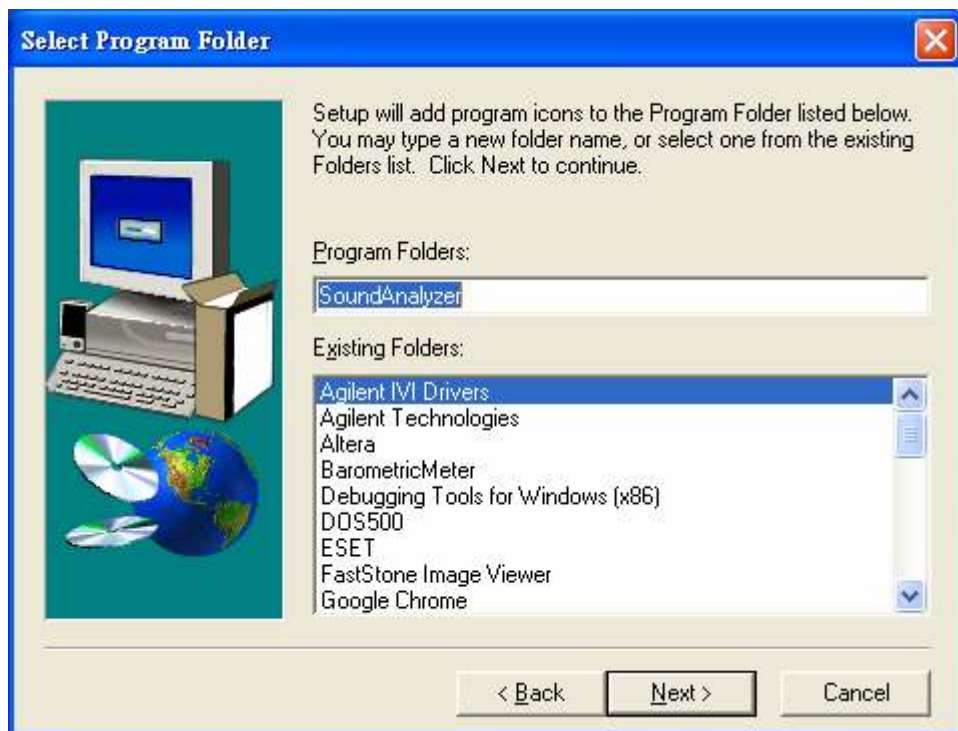 Select Program Folder
Setup will add program icons to the Program Folder listed below.
You may type a new folder name, or select one from the existing
Folders list.  Click Next to continue.
Program Folders:
SoundAnalyzer
Existing Folders:
Agilent IVI Drivers
Agilent Technologies
Altera
BarometricMeter
Debugging Tools for Windows (x86)
DOS500
ESET
FastStone Image Viewer
Google Chrome
< Back
Next >
Cancel